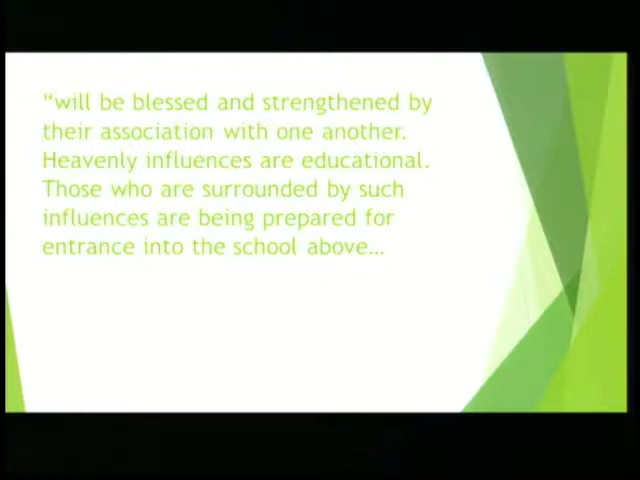 “will be blessed and strengthened by
their association with one another.
Heavenly influences are educational.
Those who are surrounded by such
influences are being prepared for
entrance into the school above…